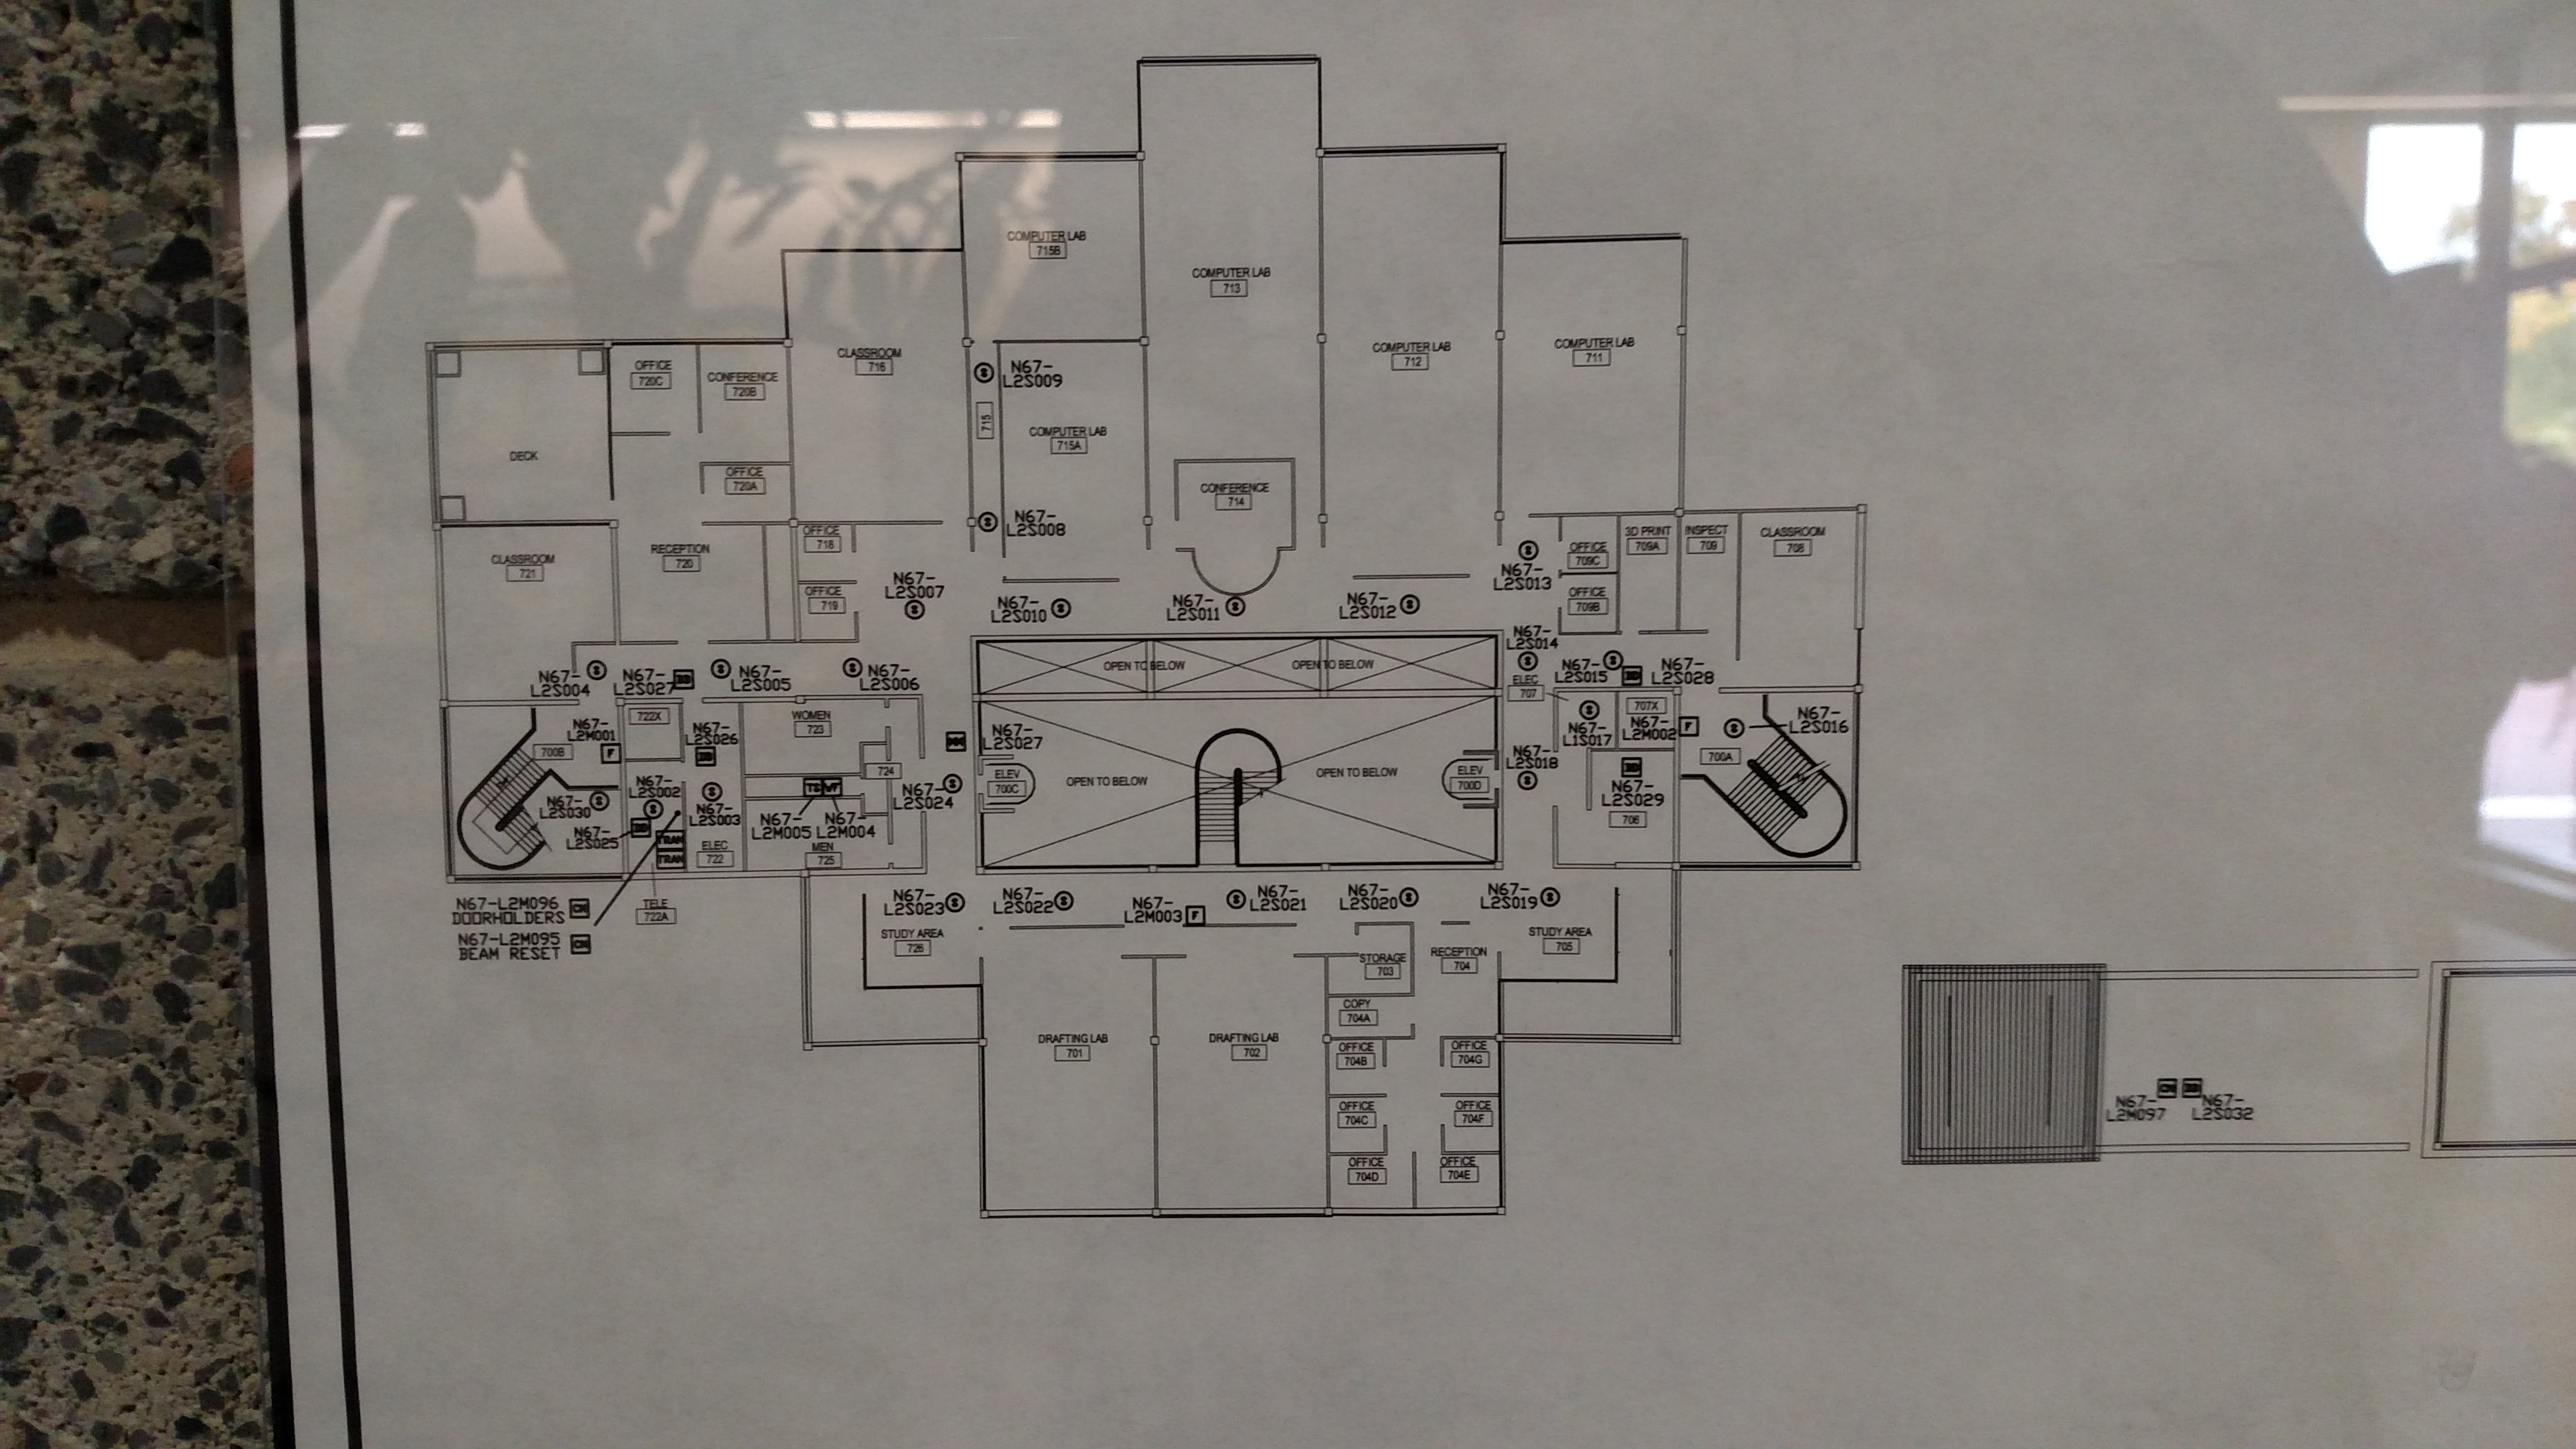 COMPUTER LAB
715B
COMPUTER LAB
713
COMPUTER LAB
712
COMPUTER LAB
711
CLASSROOM
716
OFFICE
720C
CONFERENCE
720B
N67-
L2S009
715
COMPUTER LAB
715A
DECK
OFFICE
720A
CONFERENCE
714
N67-
L2S008
CLASSROOM
721
RECEPTION
720
OFFICE
718
OFFICE
719
N67-
L2S007
N67-
L2S010
N67-
L2S011
N67-
L2S012
N67-
L2S013
OFFICE
709C
OFFICE
709B
3D PRINT
709A
INSPECT
709
CLASSROOM
708
N67-
L2S004
N67-
L2S027
N67-
L2S005
N67-
L2S006
OPEN TO BELOW
OPEN TO BELOW
N67-
L2S014
ELEC
707
N67-
L2S015
N67-
L2S028
N67-
L2M001
F
700B
722X
N67-
L2S026
WOMEN
723
724
N67-
L2S027
ELEV
700C
OPEN TO BELOW
OPEN TO BELOW
ELEV
700D
N67-
L1S017
707X
N67-
L2M002
F
N67-
L2S016
700A
N67-
L2S018
N67-
L2S029
706
N67-
L2S030
N67-
L2S002
N67-
L2S003
N67-
L2S025
TRAN
TRAN
ELEC
722
N67-
L2M005
N67-
L2M004
MEN
725
N67-
L2S024
N67-L2M096
DOORHOLDERS
N67-L2M095
BEAM RESET
TELE
722A
N67-
L2S023
N67-
L2S022
N67-
L2M003
F
N67-
L2S021
N67-
L2S020
N67-
L2S019
STUDY AREA
726
STUDY AREA
705
STORAGE
703
RECEPTION
704
COPY
704A
DRAFTING LAB
701
DRAFTING LAB
702
OFFICE
704B
OFFICE
704G
OFFICE
704C
OFFICE
704F
OFFICE
704D
OFFICE
704E
N67-
L2M097
N67-
L2S032